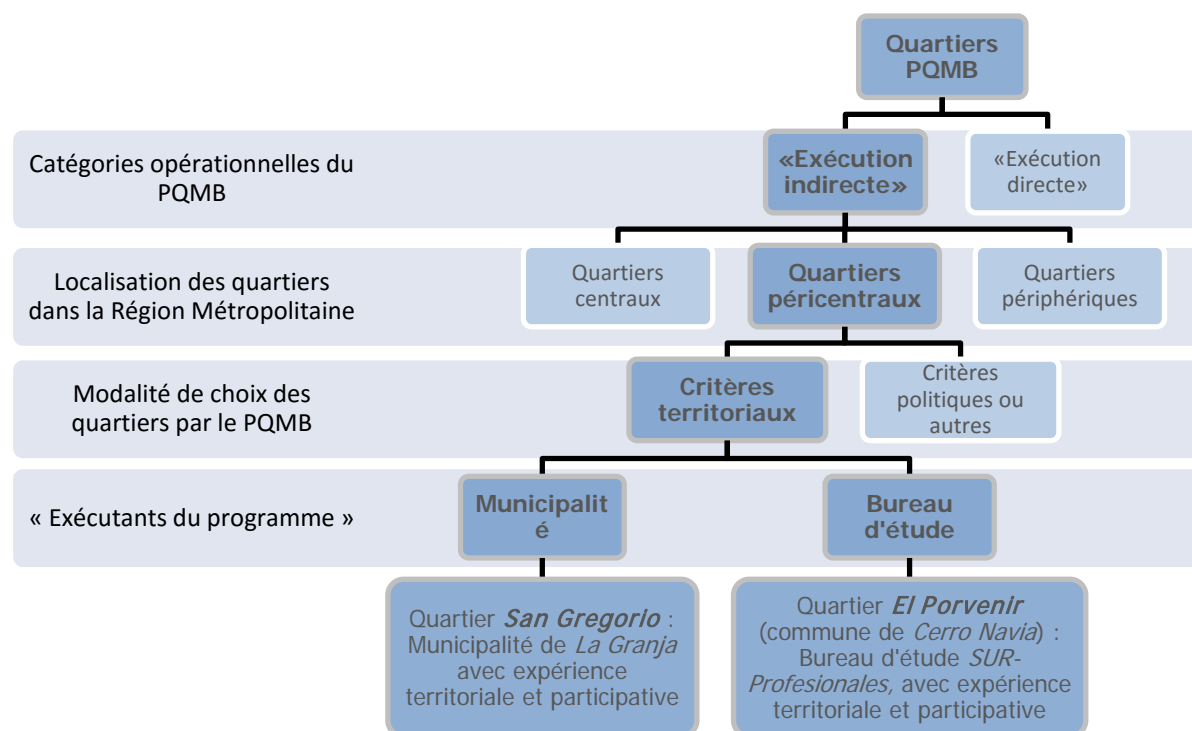 Quartiers
PQMB
Catégories opérationnelles du
PQMB
«Exécution
indirecte»
«Exécution
directe»
Localisation des quartiers
dans la Région Métropolitaine
Quartiers
centraux
Quartiers
péricentraux
Quartiers
périphériques
Modalité de choix des
quartiers par le PQMB
Critères
territoriaux
Critères
politiques ou
autres
« Exécutants du programme »
Municipalit
é
Bureau
d'étude
Quartier San Gregorio :
Municipalité de La Granja
avec expérience
territoriale et participative
Quartier El Porvenir
(commune de Cerro Navia) :
Bureau d'étude SUR-
Profesionales, avec expérience
territoriale et participative